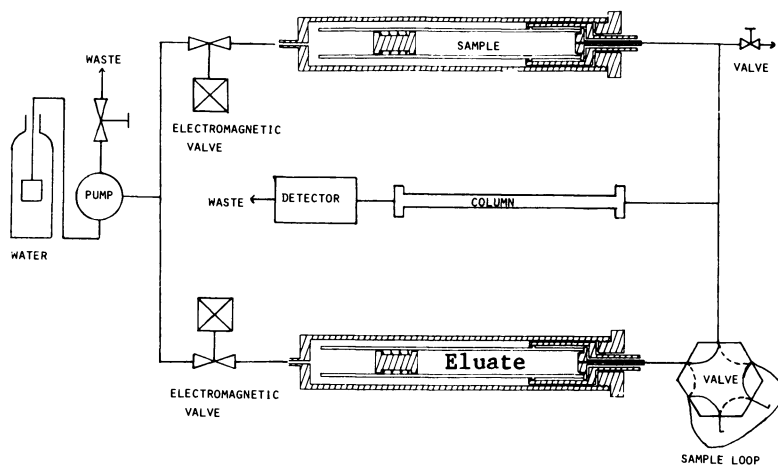 SAMPLE
WASTE
VALVE
ELECTROMAGNETIC
VALVE
PUMP
WASTE
DETECTOR
COLUMN
WATER
Eluate
VALVE
ELECTROMAGNETIC
VALVE
SAMPLE LOOP